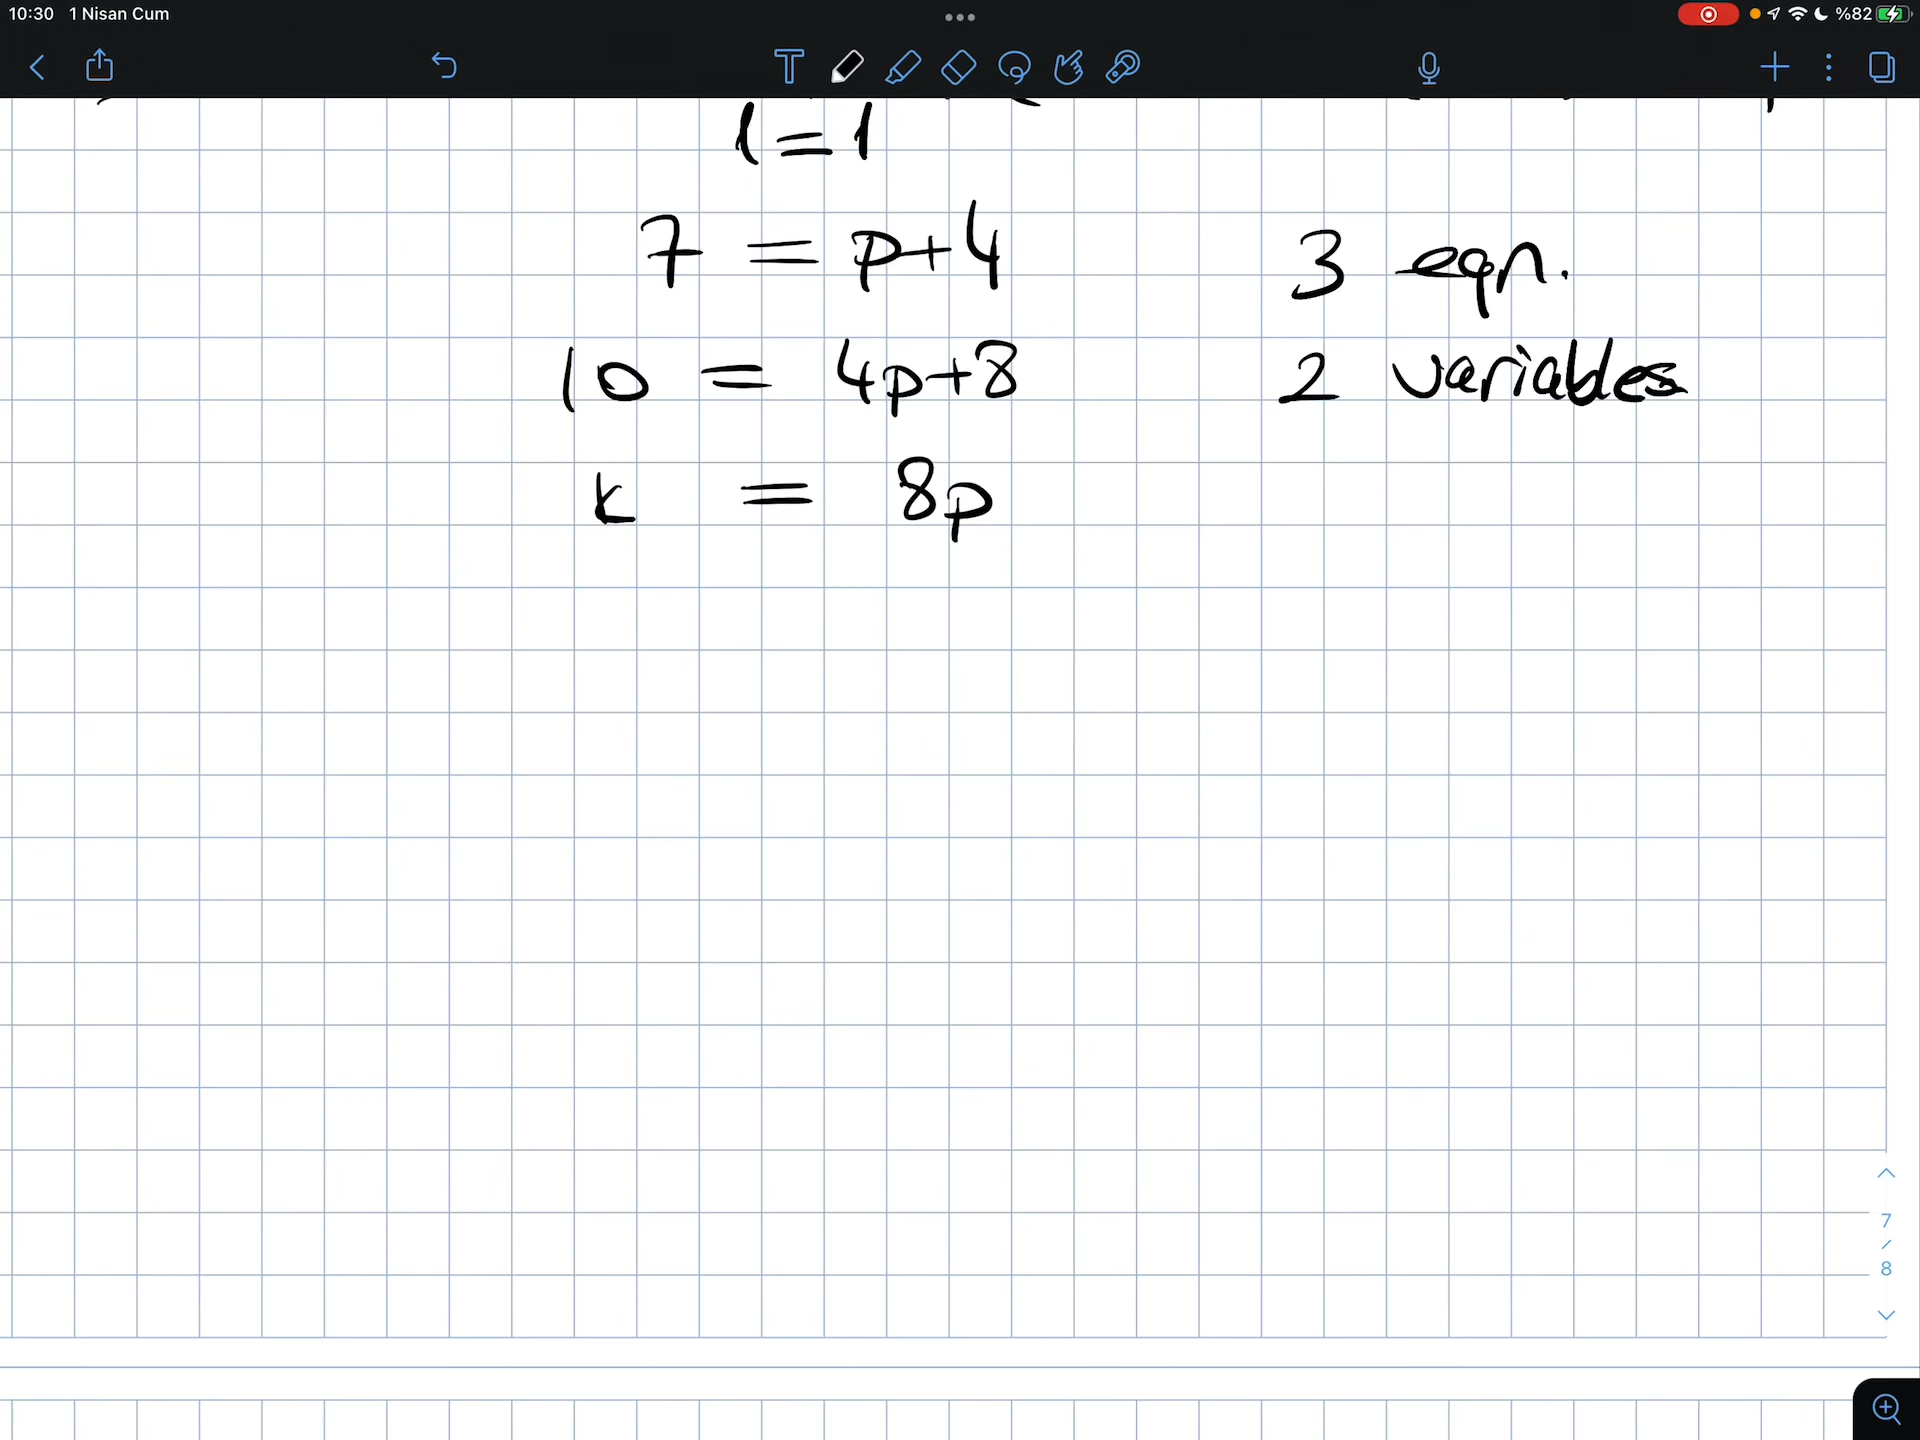 10:30 1 Nisan Cum
%82
1 = 1
7 = p+4
3 eqn.
10 = 4p+8
2 variables
k = 8p
7
/
8